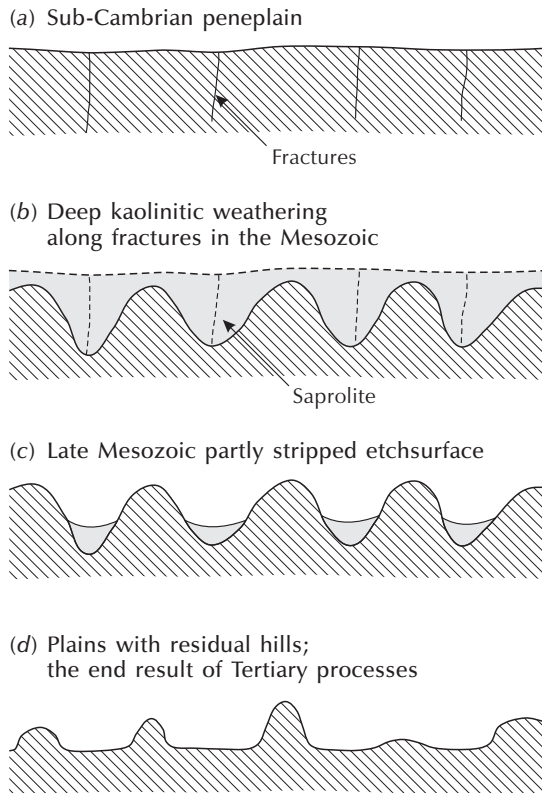 (a) Sub-Cambrian peneplain
Fractures
(b) Deep kaolinitic weathering
along fractures in the Mesozoic
Saprolite
(c) Late Mesozoic partly stripped etchsurface
(d) Plains with residual hills;
the end result of Tertiary processes